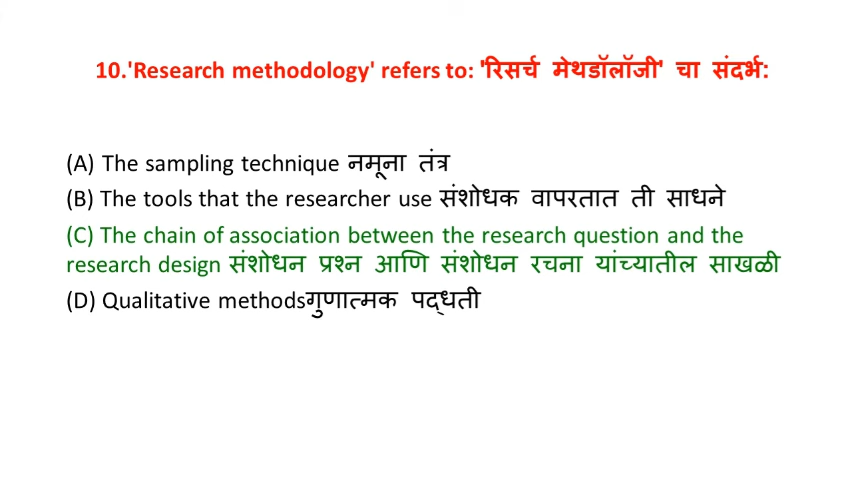 10.'Research methodology' refers to: 'रिसर्च मेथडॉलॉजी' चा संदर्भ:
(A) The sampling technique नमूना तंत्र
(B) The tools that the researcher use संशोधक वापरतात ती साधने
(C) The chain of association between the research question and the
research design संशोधन प्रश्न आणि संशोधन रचना यांच्यातील साखळी
(D) Qualitative methodsगुणात्मक पद्धती